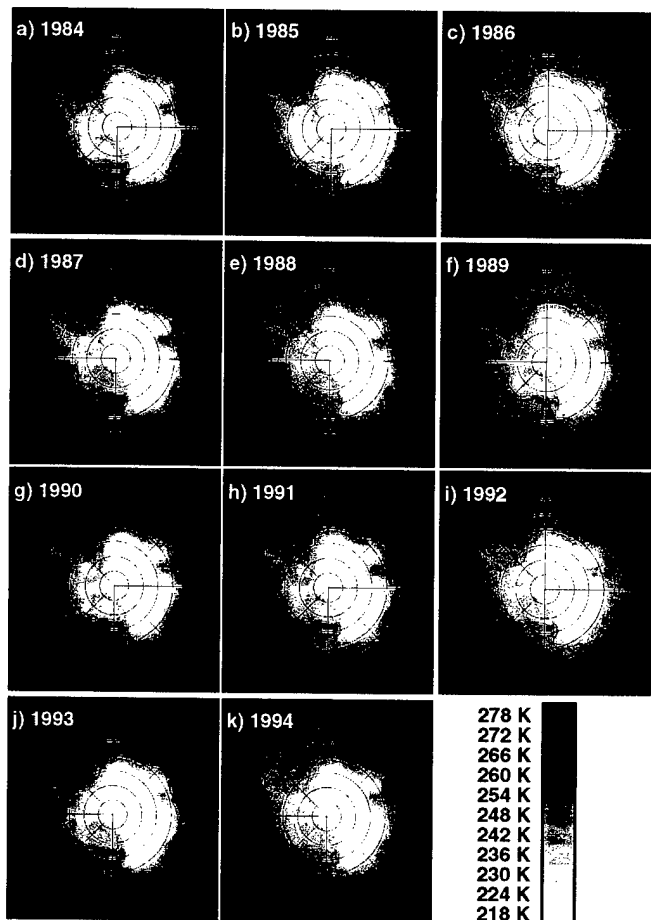 a) 1984
b) 1985
c) 1986
d) 1987
e) 1988
f) 1989
g) 1990
h) 1991
i) 1992
j) 1993
k) 1994
278 K
272 K
266 K
260 K
254 K
248 K
242 K
236 K
230 K
224 K
218 K